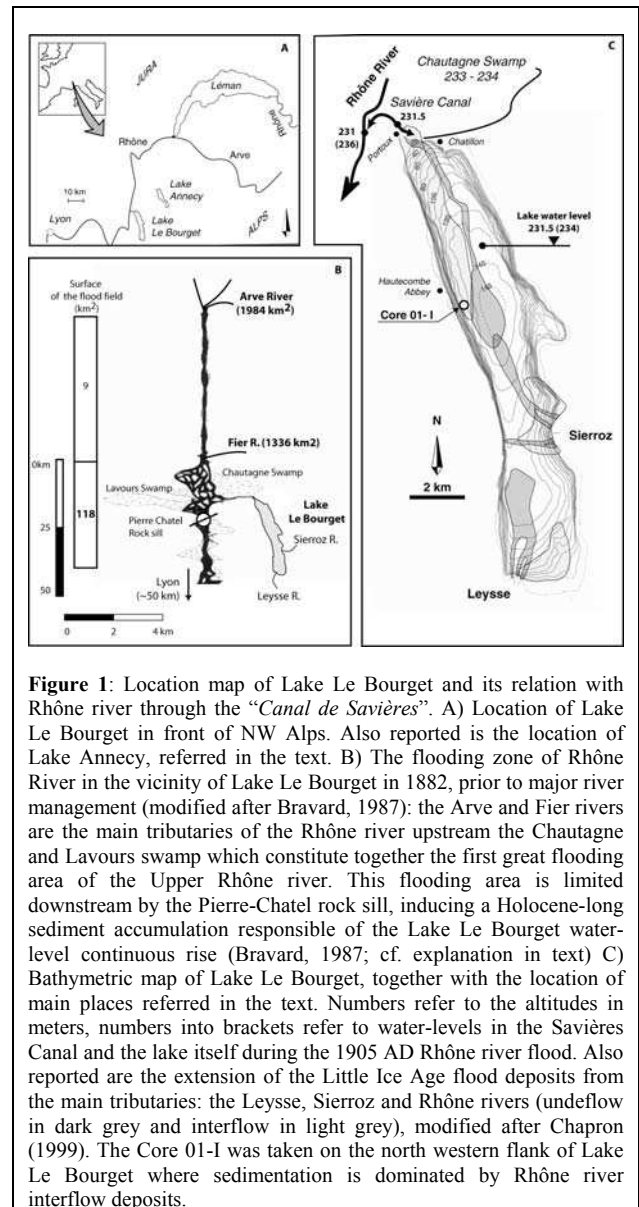 A
JURA
Léman
Rhône
Rhône
Arve
10 km
Lake
Annecy
Lyon
Lake
Le Bourget
ALPS
B
Surface
of the flood field
(km2)
9
118
0km
25
50
Arve River
(1984 km2)
Fier R. (1336 km2)
Chautagne Swamp
Lavours Swamp
Pierre Chatel
Rock sill
Lake
Le Bourget
Sierroz R.
Leysse R.
Lyon
(~50 km)
0 2 4 km
C
Chautagne Swamp
233 - 234
Rhône River
Savière Canal
231.5
231
(236)
Portoux
Chatillon
Lake water level
231.5 (234)
Hautecombe
Abbey
Core 01- I
N
2 km
Sierroz
Leysse
Figure 1: Location map of Lake Le Bourget and its relation with
Rhône river through the “Canal de Savières”. A) Location of Lake
Le Bourget in front of NW Alps. Also reported is the location of
Lake Annecy, referred in the text. B) The flooding zone of Rhône
River in the vicinity of Lake Le Bourget in 1882, prior to major river
management (modified after Bravard, 1987): the Arve and Fier rivers
are the main tributaries of the Rhône river upstream the Chautagne
and Lavours swamp which constitute together the first great flooding
area of the Upper Rhône river. This flooding area is limited
downstream by the Pierre-Chatel rock sill, inducing a Holocene-long
sediment accumulation responsible of the Lake Le Bourget water-
level continuous rise (Bravard, 1987; cf. explanation in text) C)
Bathymetric map of Lake Le Bourget, together with the location of
main places referred in the text. Numbers refer to the altitudes in
meters, numbers into brackets refer to water-levels in the Savières
Canal and the lake itself during the 1905 AD Rhône river flood. Also
reported are the extension of the Little Ice Age flood deposits from
the main tributaries: the Leysse, Sierroz and Rhône rivers (undeflow
in dark grey and interflow in light grey), modified after Chapron
(1999). The Core 01-I was taken on the north western flank of Lake
Le Bourget where sedimentation is dominated by Rhône river
interflow deposits.